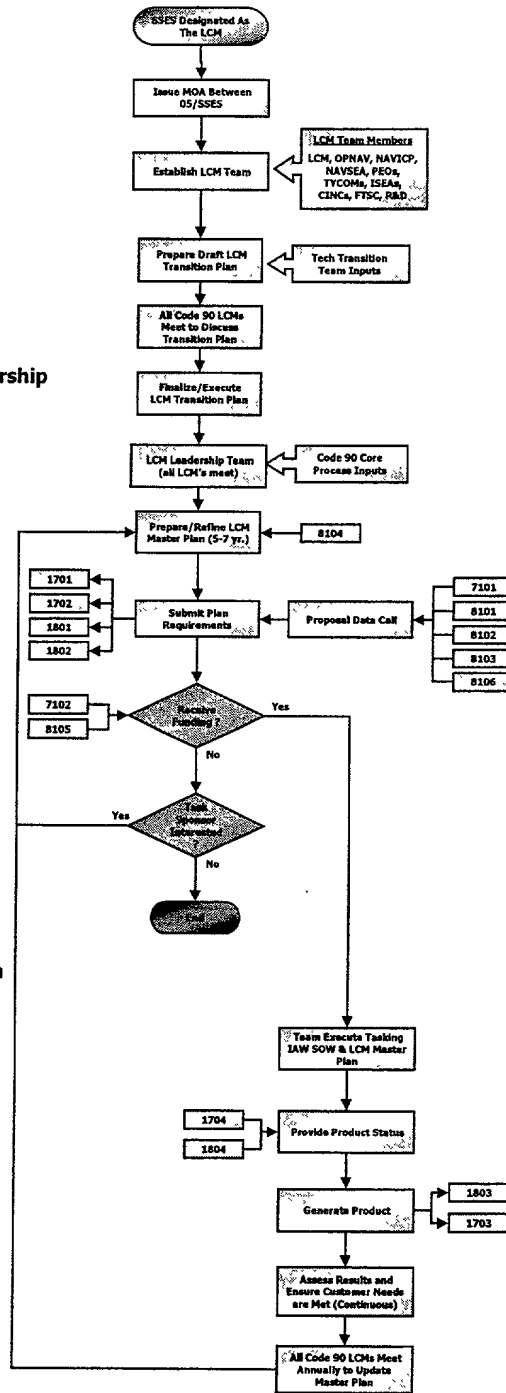 SSES Designated As
The LCM
Issue MOA Between
05/SSES
Establish LCM Team
LCM Team Members
LCM, OPNAV, NAVICP,
NAVSEA, PEOs,
TYCOMs, ISEAs,
CINCs, FTSC, R&D
Prepare Draft LCM
Transition Plan
Tech Transition
Team Inputs
All Code 90 LCMs
Meet to Discuss
Transition Plan
rship
Finalize/Execute
LCM Transition Plan
LCM Leadership Team
(all LCM's meet)
Code 90 Core
Process Inputs
Prepare/Refine LCM
Master Plan (5-7 yr.)
8104
1701
1702
1801
1802
Submit Plan
Requirements
Proposal Data Call
7101
8101
8102
8103
8106
7102
8105
Receive
Funding ?
Yes
No
Yes
Task
Sponsor
Interested
?
No
End
n
Team Execute Tasking
IAW SOW & LCM Master
Plan
1704
1804
Provide Product Status
Generate Product
1803
1703
Assess Results and
Ensure Customer Needs
are Met (Continuous)
All Code 90 LCMs Meet
Annually to Update
Master Plan